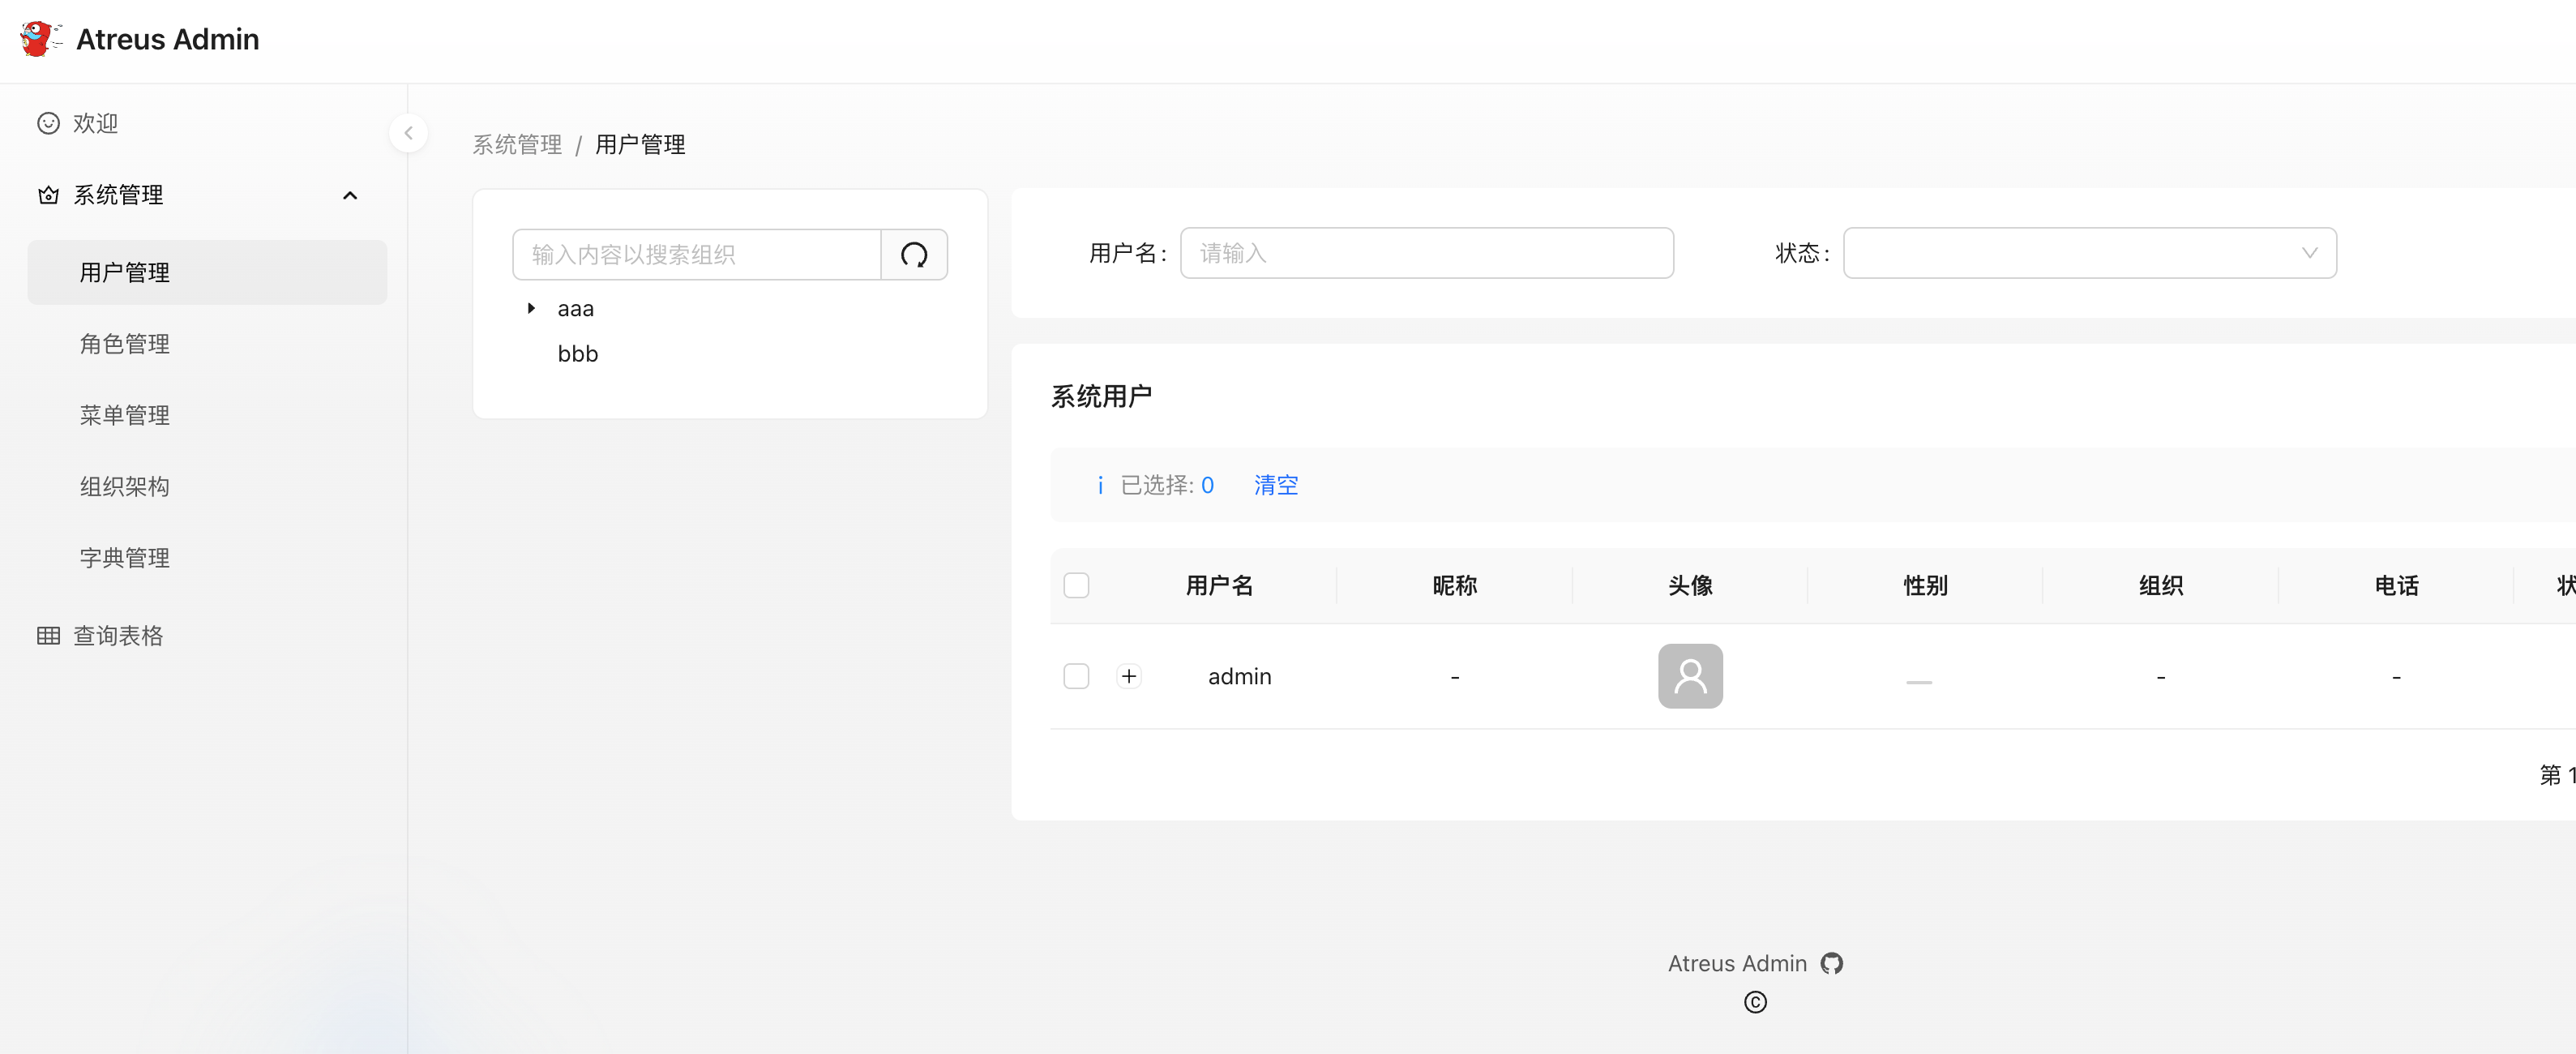 Atreus Admin
欢迎
系统管理
用户管理
角色管理
菜单管理
组织架构
字典管理
查询表格
系统管理 / 用户管理
输入内容以搜索组织
aaa
bbb
用户名: 请输入 状态:
系统用户
已选择: 0 清空
用户名 昵称 头像 性别 组织 电话
admin - - -
第 1
Atreus Admin
©